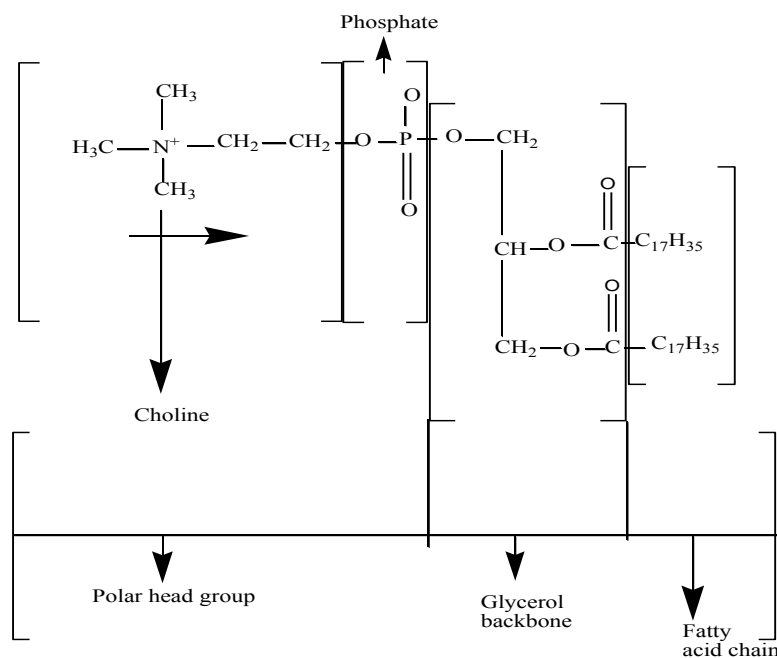 Phosphate
CH₃ O
H₃C N⁺ CH₂ CH₂ O P O CH₂
CH₃ O O
CH O C C₁₇H₃₅
O
CH₂ O C C₁₇H₃₅
Choline
Polar head group
Glycerol
backbone
Fatty
acid chain